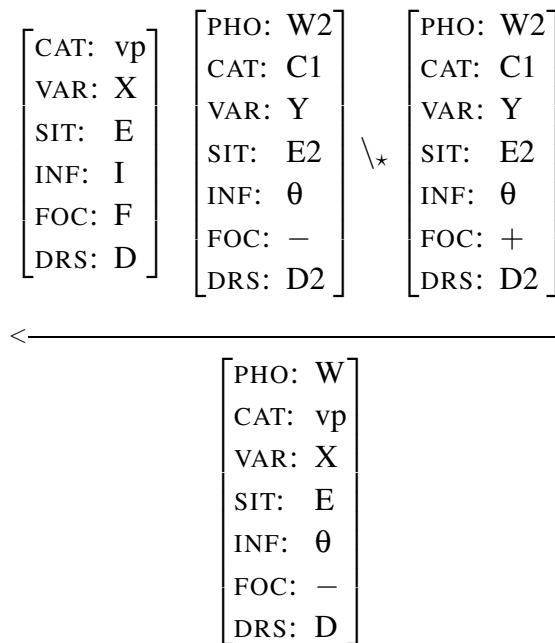 CAT: vp
VAR: X
SIT: E
INF: I
FOC: F
DRS: D
PHO: W2
CAT: C1
VAR: Y
SIT: E2
INF: θ
FOC: −
DRS: D2
\⋆
PHO: W2
CAT: C1
VAR: Y
SIT: E2
INF: θ
FOC: +
DRS: D2
<
PHO: W
CAT: vp
VAR: X
SIT: E
INF: θ
FOC: −
DRS: D